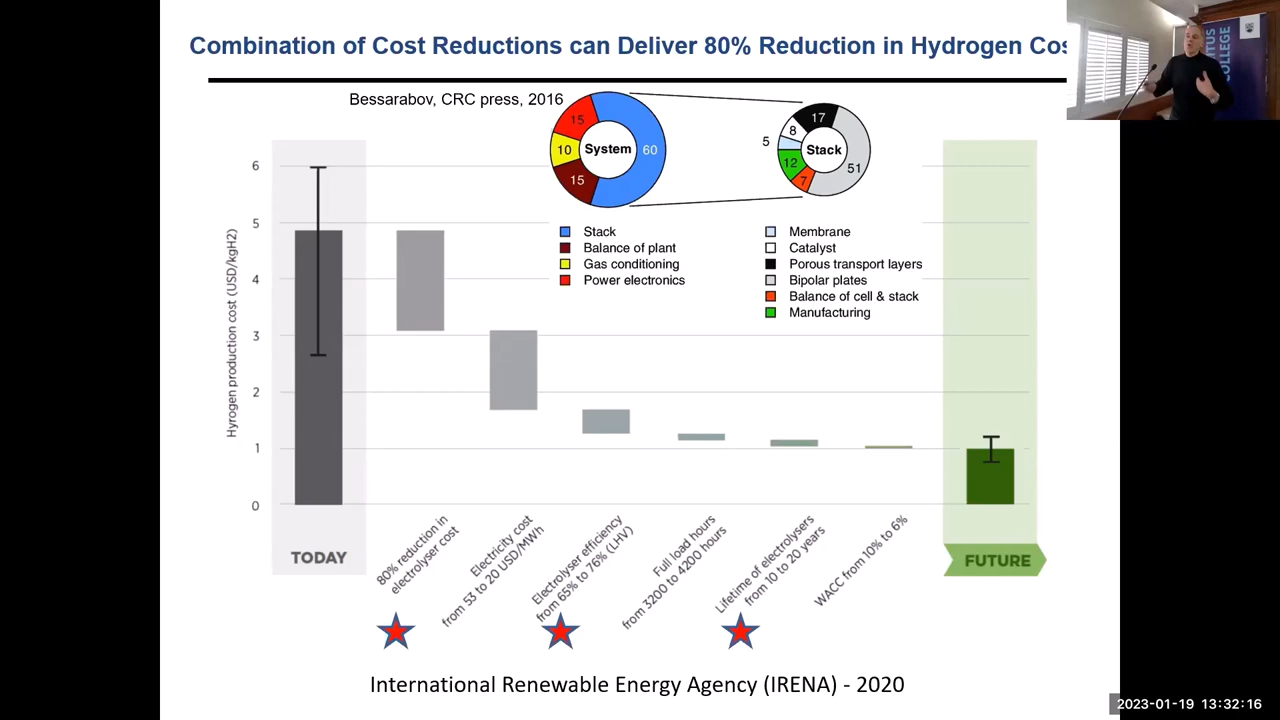 Combination of Cost Reductions can Deliver 80% Reduction in Hydrogen Cos
ITUS
COLLEGE
Bessarabov, CRC press, 2016
15
10
15
60
System
17
8
5
12
7
51
Stack
Stack
Balance of plant
Gas conditioning
Power electronics
Membrane
Catalyst
Porous transport layers
Bipolar plates
Balance of cell & stack
Manufacturing
Hyrogen production cost (USD/kgH2)
6
5
4
3
2
1
0
TODAY
80% reduction in
electrolyser cost
Electricity cost
from 53 to 20 USD/MWh
Electrolyser efficiency
from 65% to 76% (LHV)
Full load hours
from 3200 to 4200 hours
Lifetime of electrolysers
from 10 to 20 years
WACC from 10% to 6%
FUTURE
International Renewable Energy Agency (IRENA) - 2020
2023-01-19 13:32:16